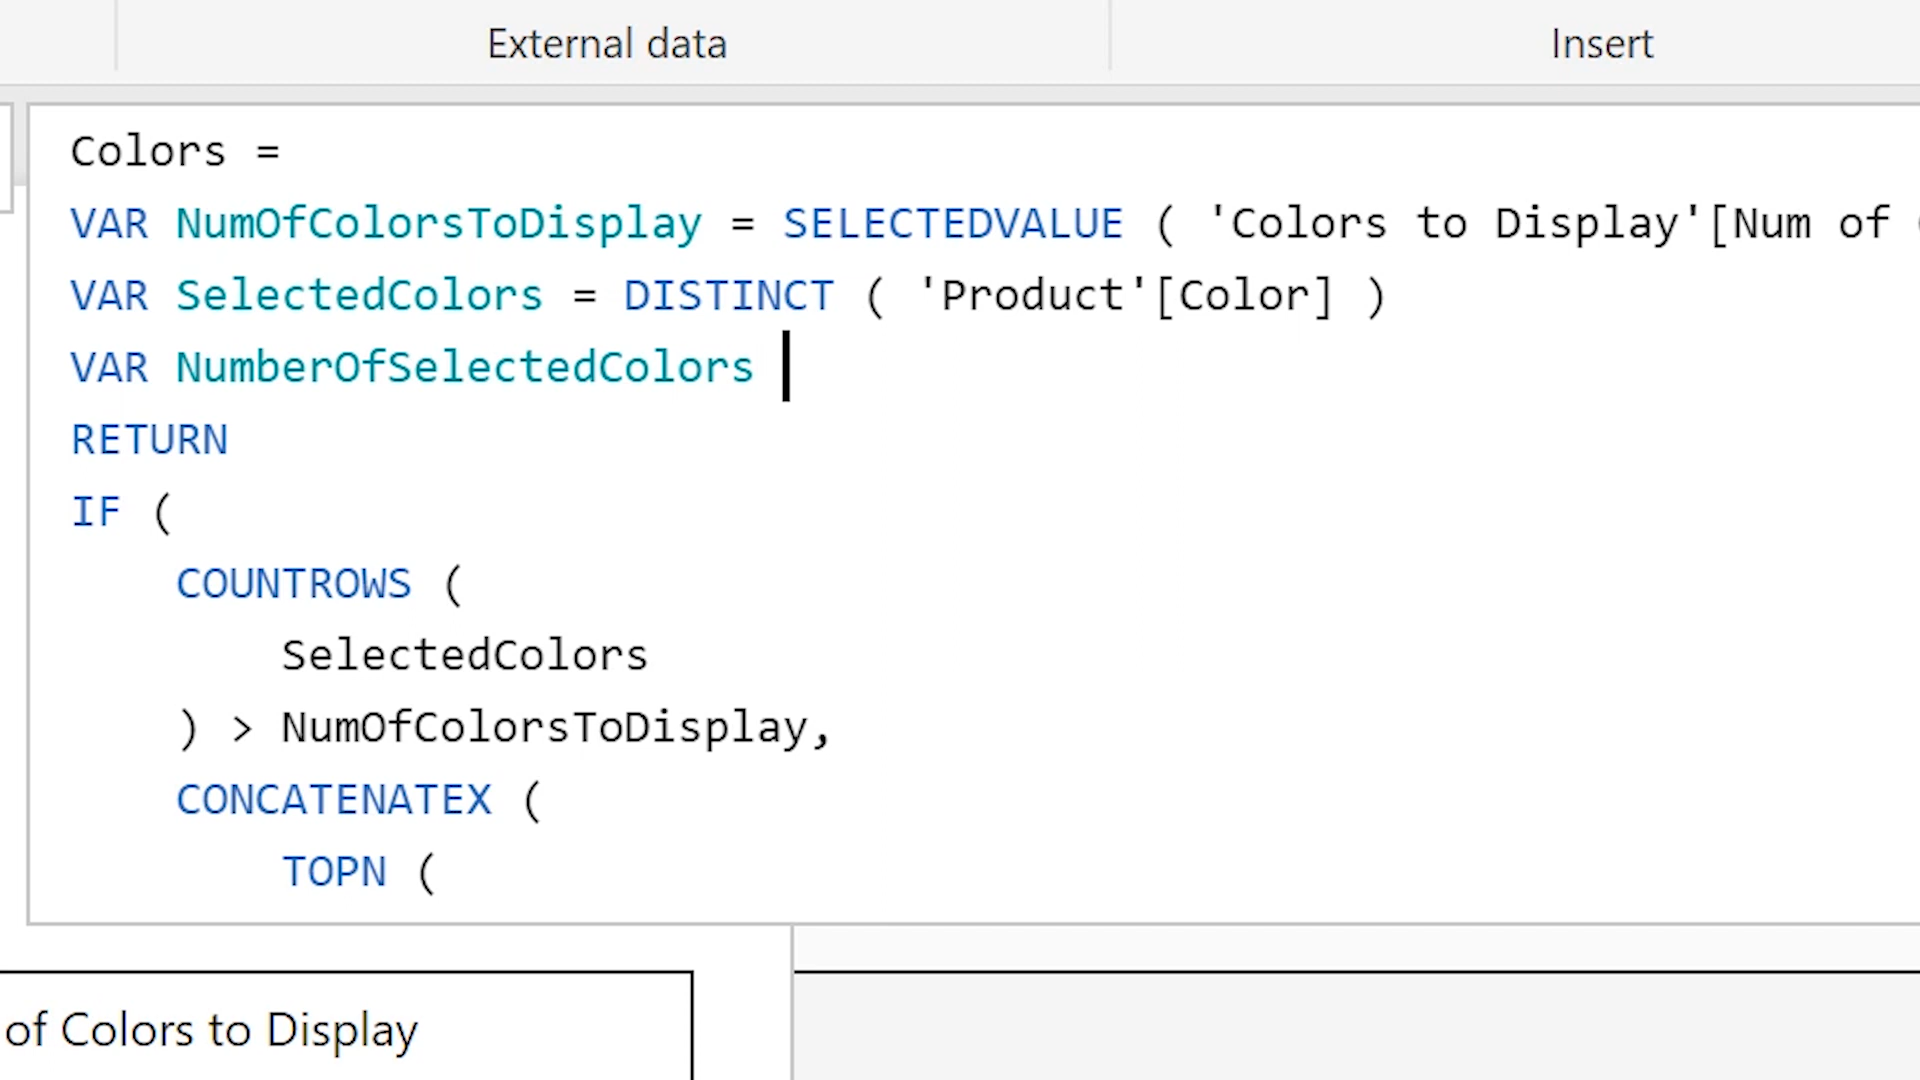 External data
Insert
Colors =
VAR NumOfColorsToDisplay = SELECTEDVALUE ( 'Colors to Display'[Num of
VAR SelectedColors = DISTINCT ( 'Product'[Color] )
VAR NumberOfSelectedColors
RETURN
IF (
COUNTROWS (
SelectedColors
) > NumOfColorsToDisplay,
CONCATENATEX (
TOPN (
of Colors to Display